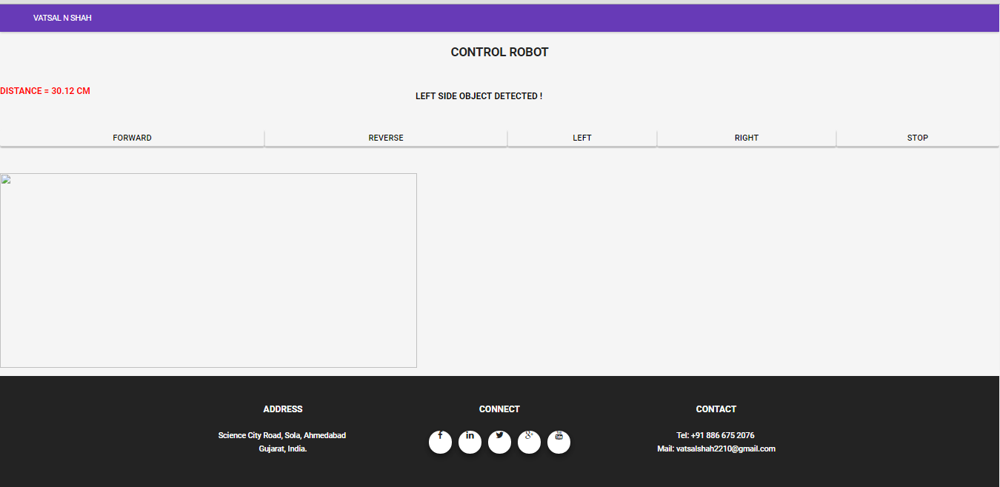 VATSAL N SHAH
CONTROL ROBOT
DISTANCE = 30.12 CM
LEFT SIDE OBJECT DETECTED !
FORWARD REVERSE LEFT RIGHT STOP
ADDRESS
Science City Road, Sola, Ahmedabad
Gujarat, India.
CONNECT
CONTACT
Tel: +91 886 675 2076
Mail: vatsalshah2210@gmail.com